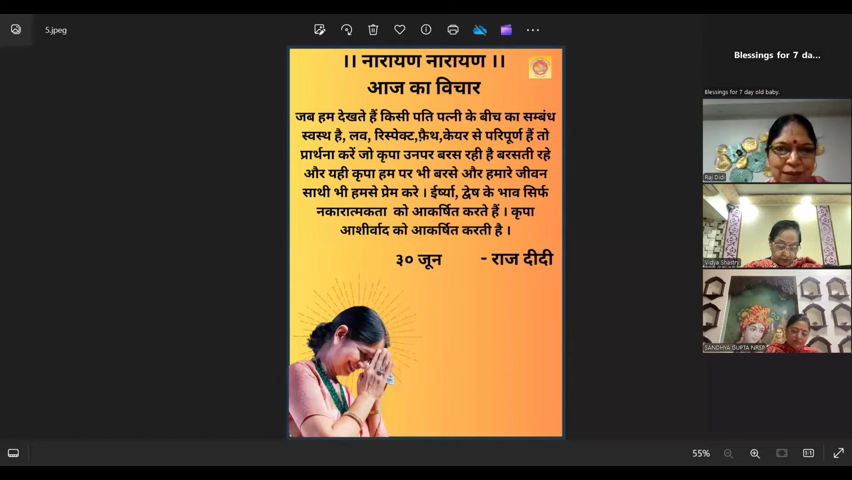 5.jpeg
।। नारायण नारायण ।।
आज का विचार
जब हम देखते हैं किसी पति पत्नी के बीच का सम्बंध
स्वस्थ है, लव, रिस्पेक्ट,फ़ैथ,केयर से परिपूर्ण हैं तो
प्रार्थना करें जो कृपा उनपर बरस रही है बरसती रहे
और यही कृपा हम पर भी बरसे और हमारे जीवन
साथी भी हमसे प्रेम करे । ईर्ष्या, द्वेष के भाव सिर्फ
नकारात्मकता को आकर्षित करते हैं । कृपा
आशीर्वाद को आकर्षित करती है ।
३० जून - राज दीदी
Blessings for 7 da...
Blessings for 7 day old baby.
Raj Didi
Vidya Shastry
SANDHYA GUPTA NRSP
55%
1:1